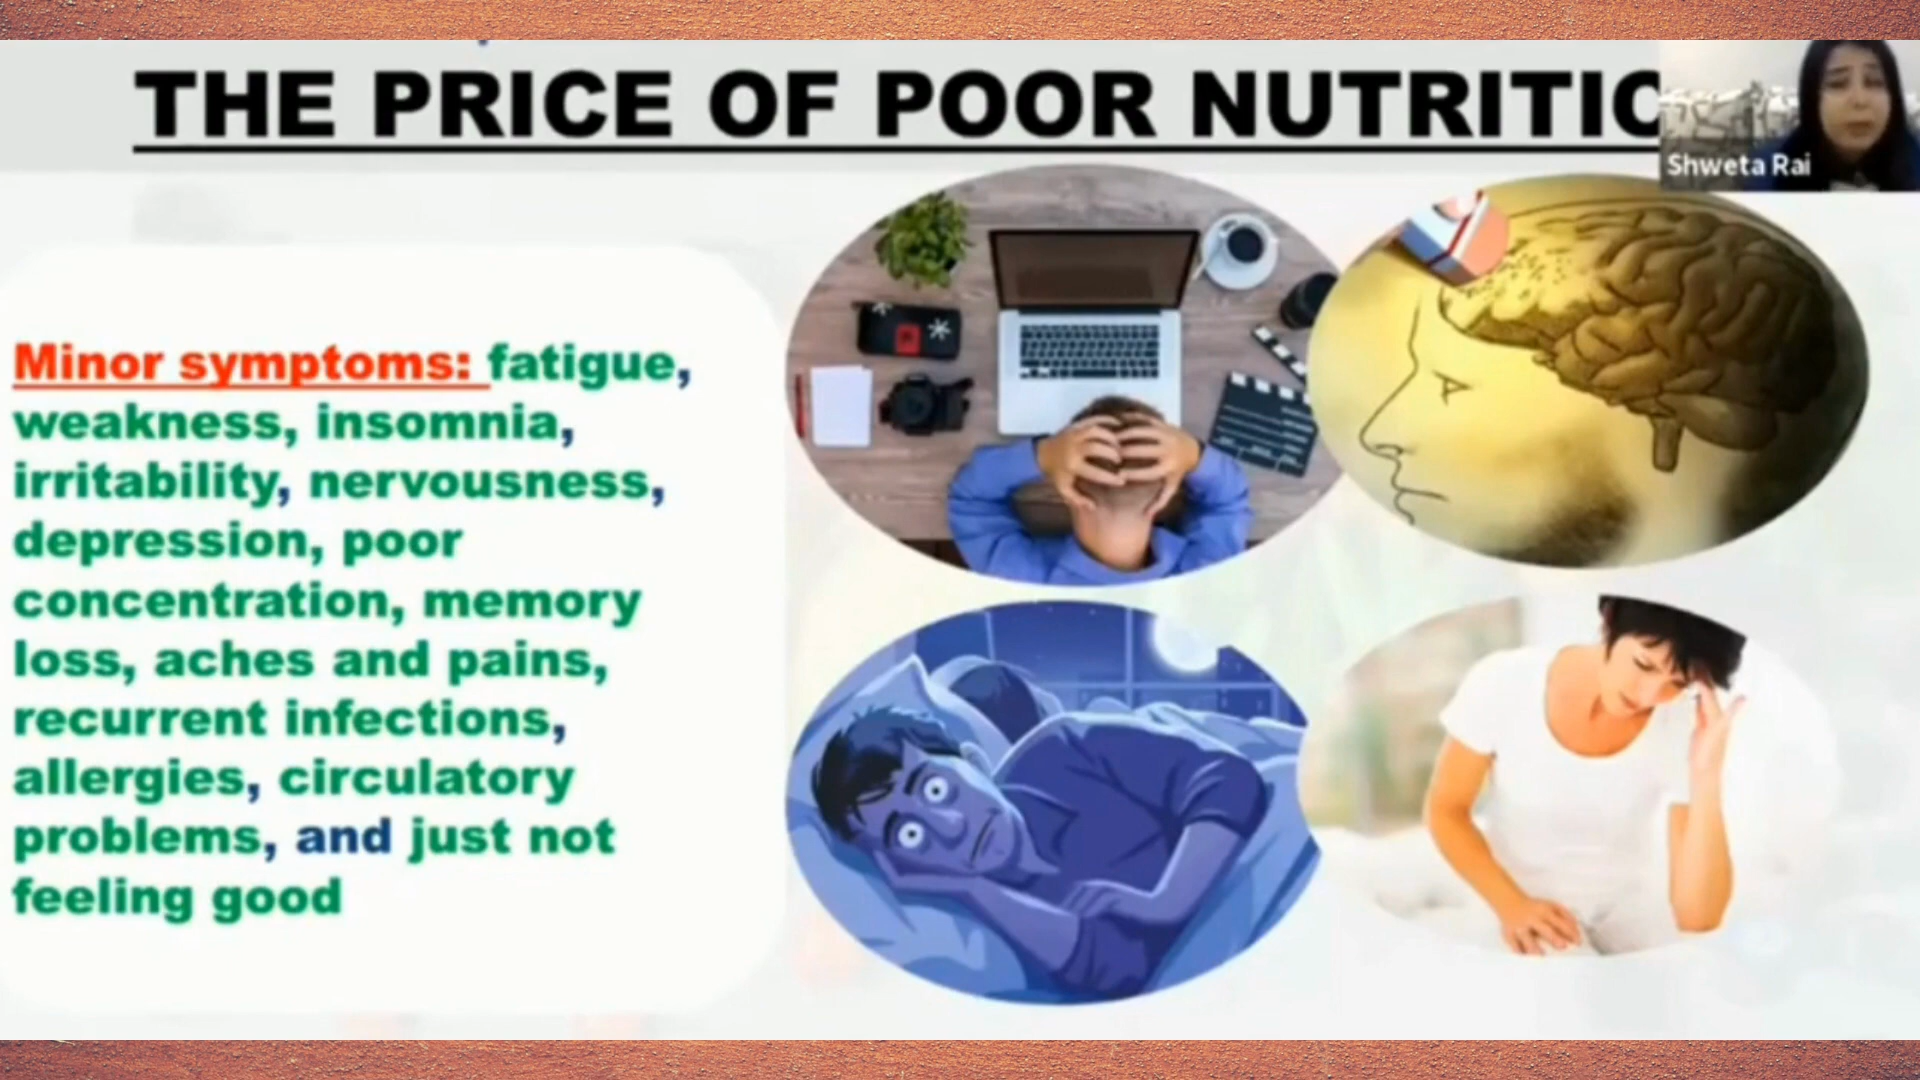 THE PRICE OF POOR NUTRITIO
Shweta Rai
Minor symptoms: fatigue,
weakness, insomnia,
irritability, nervousness,
depression, poor
concentration, memory
loss, aches and pains,
recurrent infections,
allergies, circulatory
problems, and just not
feeling good